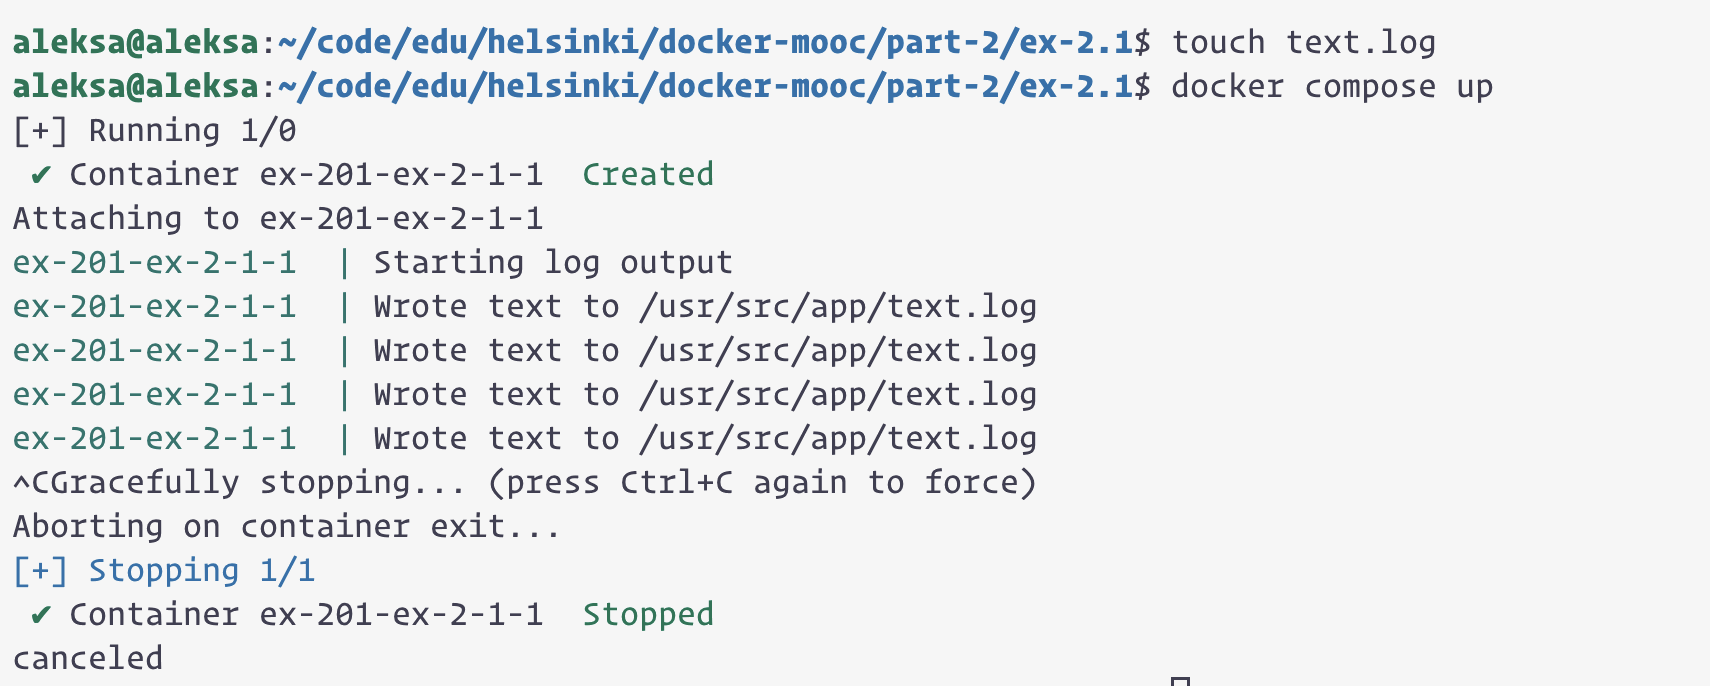 aleksa@aleksa:~/code/edu/helsinki/docker-mooc/part-2/ex-2.1$ touch text.log
aleksa@aleksa:~/code/edu/helsinki/docker-mooc/part-2/ex-2.1$ docker compose up
[+] Running 1/0
 ✔ Container ex-201-ex-2-1-1  Created
Attaching to ex-201-ex-2-1-1
ex-201-ex-2-1-1  | Starting log output
ex-201-ex-2-1-1  | Wrote text to /usr/src/app/text.log
ex-201-ex-2-1-1  | Wrote text to /usr/src/app/text.log
ex-201-ex-2-1-1  | Wrote text to /usr/src/app/text.log
ex-201-ex-2-1-1  | Wrote text to /usr/src/app/text.log
^CGracefully stopping... (press Ctrl+C again to force)
Aborting on container exit...
[+] Stopping 1/1
 ✔ Container ex-201-ex-2-1-1  Stopped
canceled